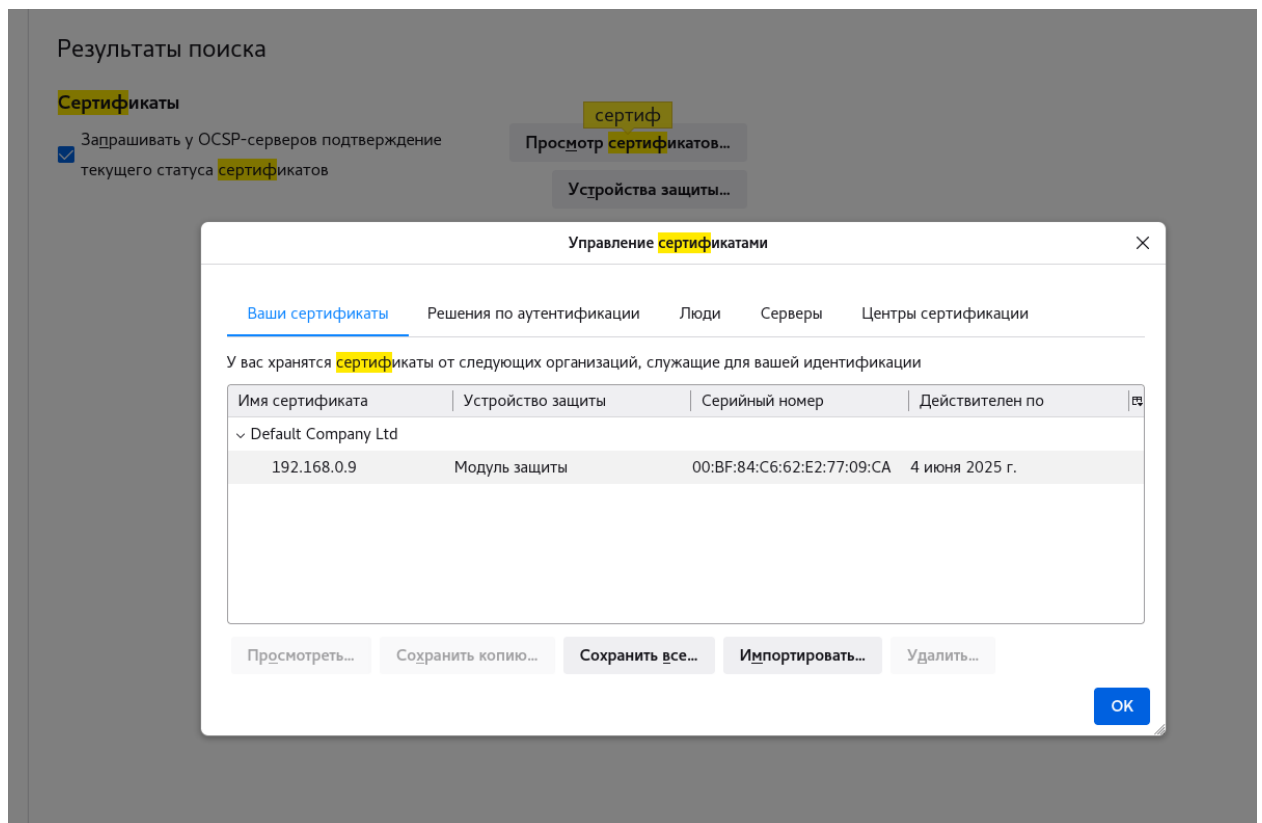 Результаты поиска
Сертификаты
сертиф
Запрашивать у OCSP-серверов подтверждение
текущего статуса сертификатов
Просмотр сертификатов...
Устройства защиты...
Управление сертификатами
Ваши сертификаты Решения по аутентификации Люди Серверы Центры сертификации
У вас хранятся сертификаты от следующих организаций, служащие для вашей идентификации
Имя сертификата Устройство защиты Серийный номер Действителен по
Default Company Ltd
192.168.0.9 Модуль защиты 00:BF:84:C6:62:E2:77:09:CA 4 июня 2025 г.
Просмотреть... Сохранить копию... Сохранить все... Импортировать... Удалить...
OK